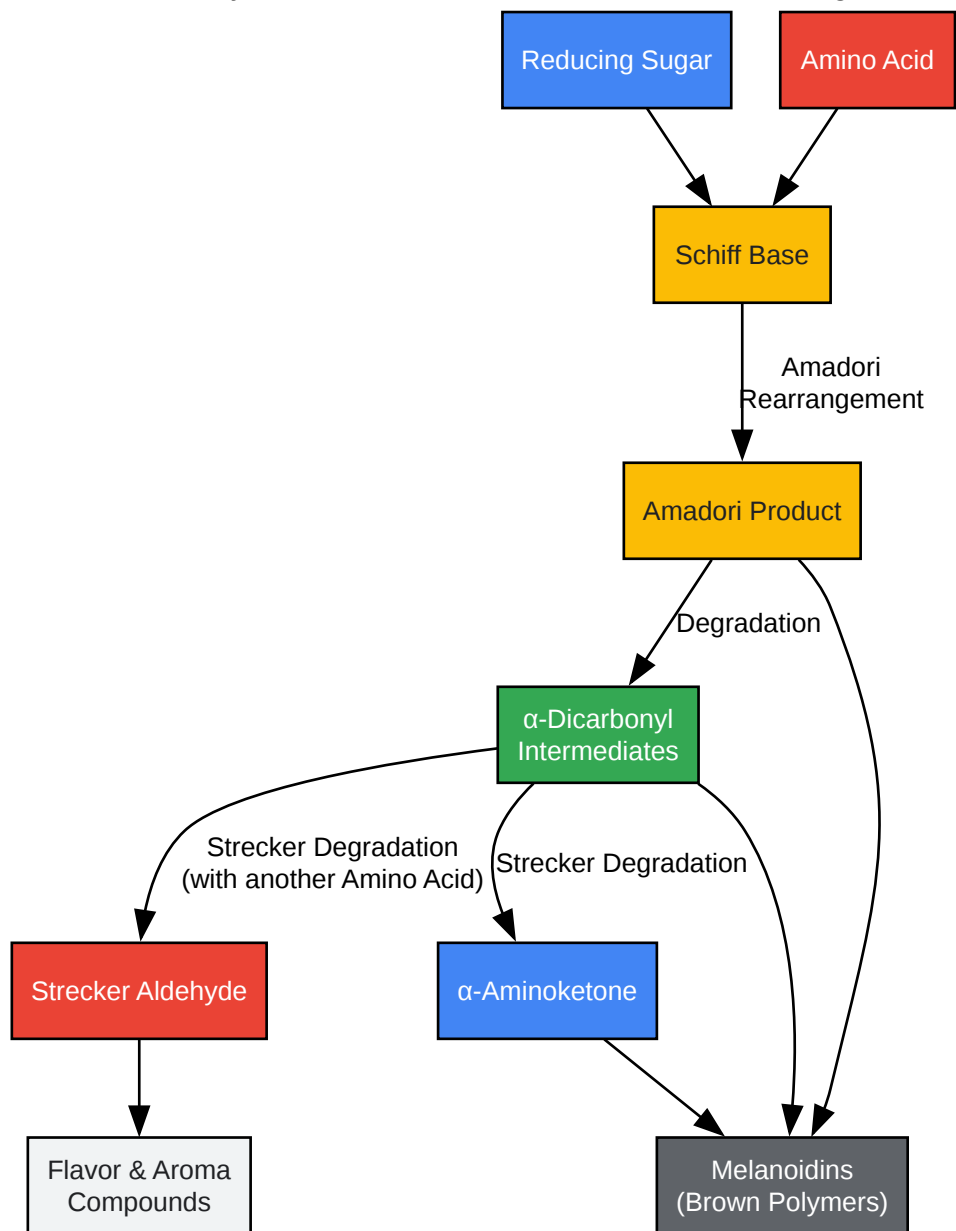 Reducing Sugar
Amino Acid
Schiff Base
Amadori
Rearrangement
Amadori Product
Degradation
α-Dicarbonyl
Intermediates
Strecker Degradation
(with another Amino Acid)
Strecker Degradation
Strecker Aldehyde
α-Aminoketone
Flavor & Aroma
Compounds
Melanoidins
(Brown Polymers)